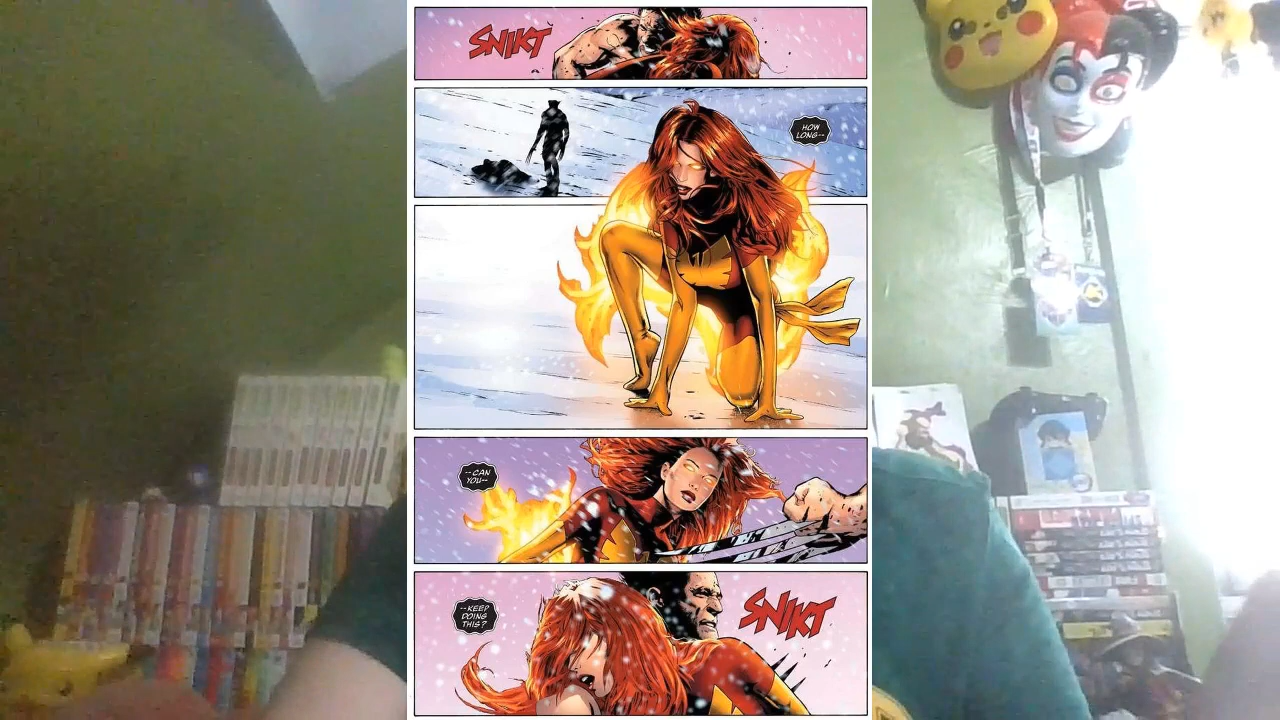 SNIKT
HOW
LONG--
--CAN
YOU--
--KEEP
DOING
THIS?
SNIKT